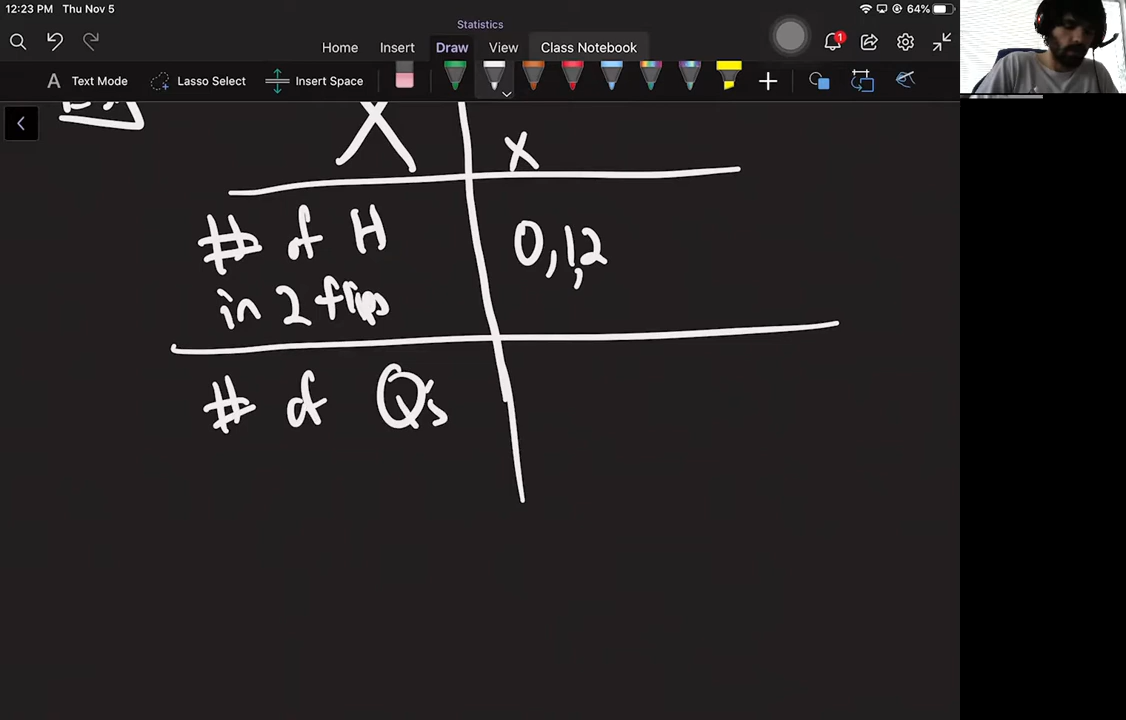 12:23 PM Thu Nov 5
64%
Statistics
Home Insert Draw View Class Notebook
1
A Text Mode Lasso Select Insert Space
X x
# of H 0,1,2
in 2 flips
# of Q's